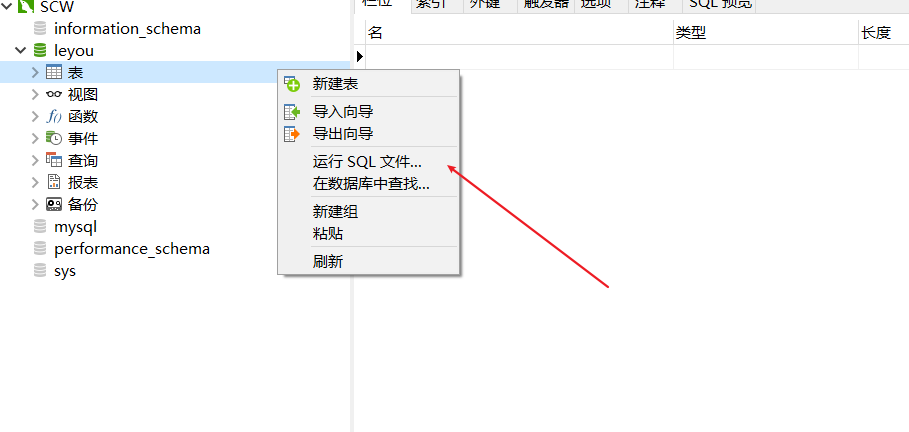 SCW
information_schema
leyou
表
视图
f() 函数
事件
查询
报表
备份
mysql
performance_schema
sys
新建表
导入向导
导出向导
运行 SQL 文件...
在数据库中查找...
新建组
粘贴
刷新
栏位 索引 外键 触发器 选项 注释 SQL 预览
名 类型 长度